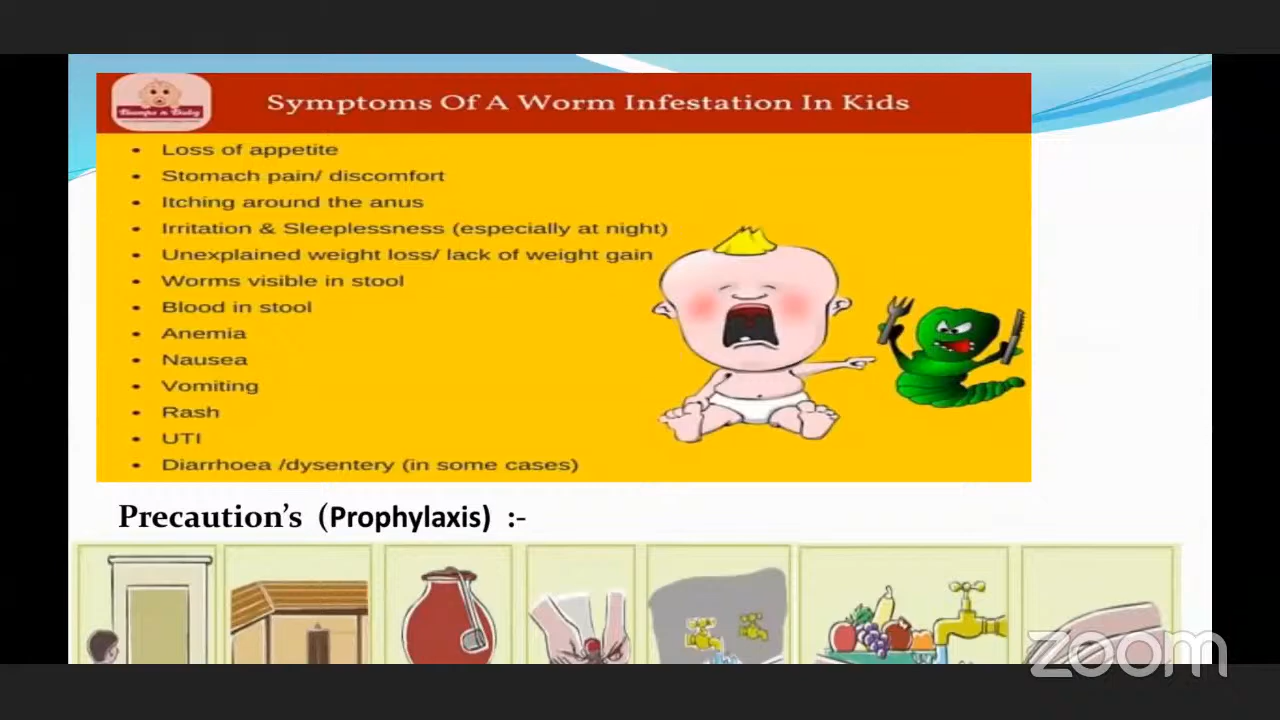 Bumps n Baby
Symptoms Of A Worm Infestation In Kids
• Loss of appetite
• Stomach pain/ discomfort
• Itching around the anus
• Irritation & Sleeplessness (especially at night)
• Unexplained weight loss/ lack of weight gain
• Worms visible in stool
• Blood in stool
• Anemia
• Nausea
• Vomiting
• Rash
• UTI
• Diarrhoea /dysentery (in some cases)
Precaution's (Prophylaxis) :-
zoom